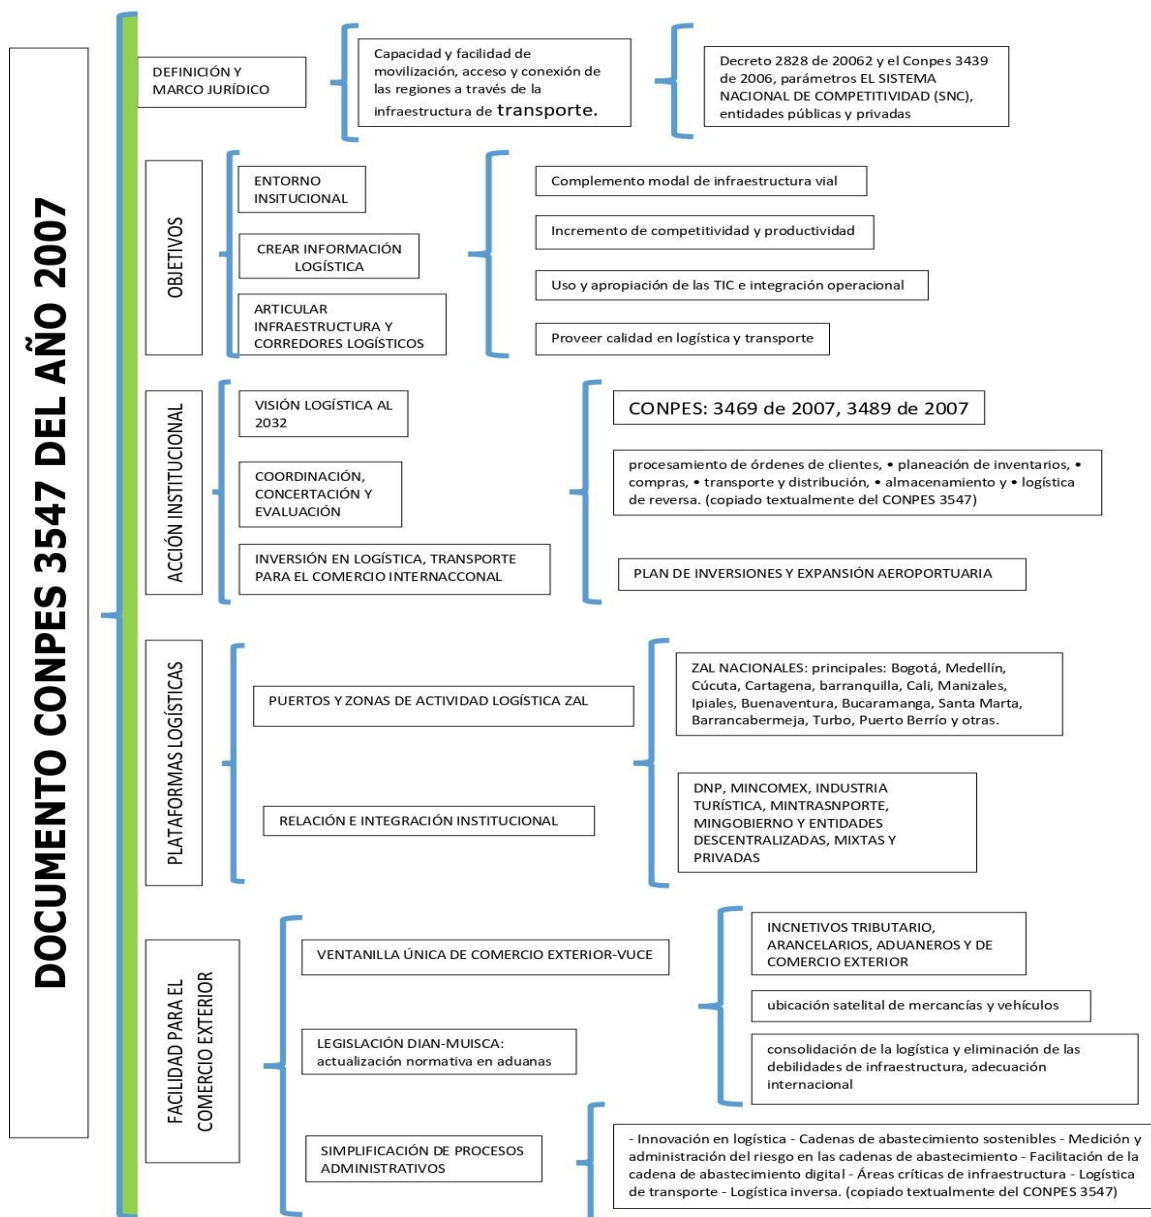 DOCUMENTO CONPES 3547 DEL AÑO 2007
DEFINICIÓN Y
MARCO JURÍDICO
Capacidad y facilidad de
movilización, acceso y conexión de
las regiones a través de la
infraestructura de transporte.
Decreto 2828 de 20062 y el Conpes 3439
de 2006, parámetros EL SISTEMA
NACIONAL DE COMPETITIVIDAD (SNC),
entidades públicas y privadas
OBJETIVOS
ENTORNO
INSITUCIONAL
CREAR INFORMACIÓN
LOGÍSTICA
ARTICULAR
INFRAESTRUCTURA Y
CORREDORES LOGÍSTICOS
Complemento modal de infraestructura vial
Incremento de competitividad y productividad
Uso y apropiación de las TIC e integración operacional
Proveer calidad en logística y transporte
ACCIÓN INSTITUCIONAL
VISIÓN LOGÍSTICA AL
2032
COORDINACIÓN,
CONCERTACIÓN Y
EVALUACIÓN
INVERSIÓN EN LOGÍSTICA, TRANSPORTE
PARA EL COMERCIO INTERNACCONAL
CONPES: 3469 de 2007, 3489 de 2007
procesamiento de órdenes de clientes, • planeación de inventarios, •
compras, • transporte y distribución, • almacenamiento y • logística
de reversa. (copiado textualmente del CONPES 3547)
PLAN DE INVERSIONES Y EXPANSIÓN AEROPORTUARIA
PLATAFORMAS LOGÍSTICAS
PUERTOS Y ZONAS DE ACTIVIDAD LOGÍSTICA ZAL
RELACIÓN E INTEGRACIÓN INSTITUCIONAL
ZAL NACIONALES: principales: Bogotá, Medellín,
Cúcuta, Cartagena, barranquilla, Cali, Manizales,
Ipiales, Buenaventura, Bucaramanga, Santa Marta,
Barrancabermeja, Turbo, Puerto Berrío y otras.
DNP, MINCOMEX, INDUSTRIA
TURÍSTICA, MINTRASNPORTE,
MINGOBIERNO Y ENTIDADES
DESCENTRALIZADAS, MIXTAS Y
PRIVADAS
FACILIDAD PARA EL
COMERCIO EXTERIOR
VENTANILLA ÚNICA DE COMERCIO EXTERIOR-VUCE
LEGISLACIÓN DIAN-MUISCA:
actualización normativa en aduanas
SIMPLIFICACIÓN DE PROCESOS
ADMINISTRATIVOS
INCNETIVOS TRIBUTARIO,
ARANCELARIOS, ADUANEROS Y DE
COMERCIO EXTERIOR
ubicación satelital de mercancías y vehículos
consolidación de la logística y eliminación de las
debilidades de infraestructura, adecuación
internacional
- Innovación en logística - Cadenas de abastecimiento sostenibles - Medición y
administración del riesgo en las cadenas de abastecimiento - Facilitación de la
cadena de abastecimiento digital - Áreas críticas de infraestructura - Logística
de transporte - Logística inversa. (copiado textualmente del CONPES 3547)